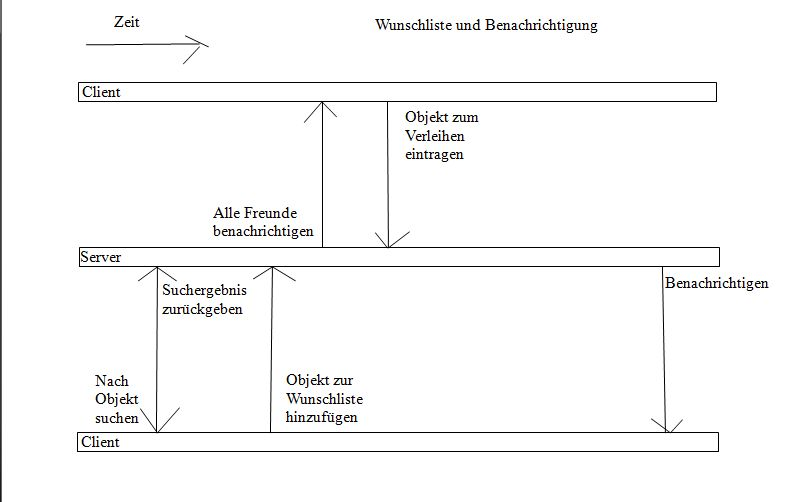 Zeit
Wunschliste und Benachrichtigung
Client
Objekt zum
Verleihen
eintragen
Alle Freunde
benachrichtigen
Server
Suchergebnis
zurückgeben
Benachrichtigen
Nach
Objekt
suchen
Objekt zur
Wunschliste
hinzufügen
Client